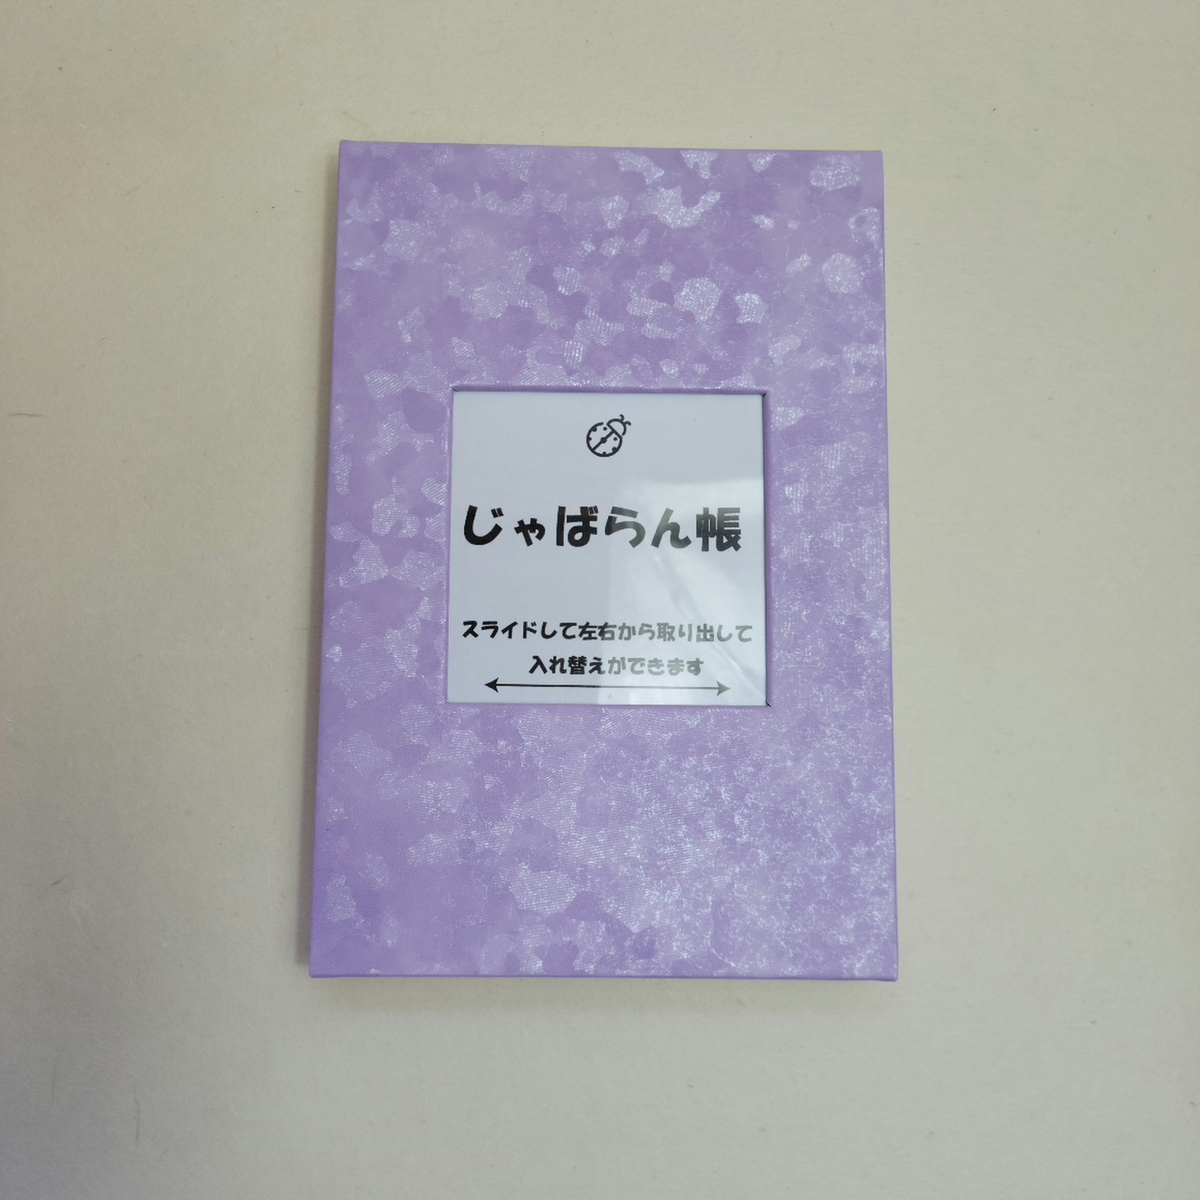 じゃばらん帳
スライドして左右から取り出して
入れ替えができます